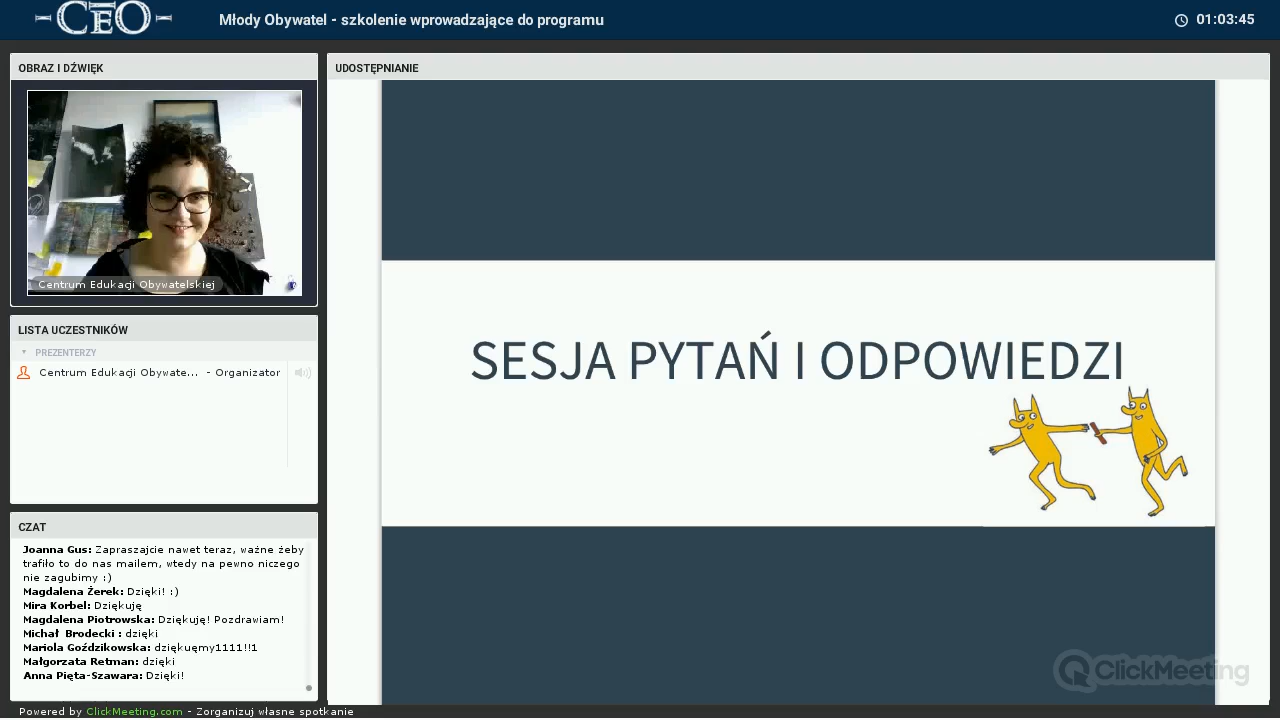 CEO
Młody Obywatel - szkolenie wprowadzające do programu
01:03:45
OBRAZ I DŹWIĘK
Centrum Edukacji Obywatelskiej
LISTA UCZESTNIKÓW
PREZENTERZY
Centrum Edukacji Obywate... - Organizator
CZAT
Joanna Gus: Zapraszajcie nawet teraz, ważne żeby
trafiło to do nas mailem, wtedy na pewno niczego
nie zagubimy :)
Magdalena Żerek: Dzięki! :)
Mira Korbel: Dziękuję
Magdalena Piotrowska: Dziękuję! Pozdrawiam!
Michał Brodecki : dzięki
Mariola Goździkowska: dziękuęmy1111!!1
Małgorzata Retman: dzięki
Anna Pięta-Szawara: Dzięki!
UDOSTĘPNIANIE
SESJA PYTAŃ I ODPOWIEDZI
ClickMeeting
Powered by ClickMeeting.com - Zorganizuj własne spotkanie